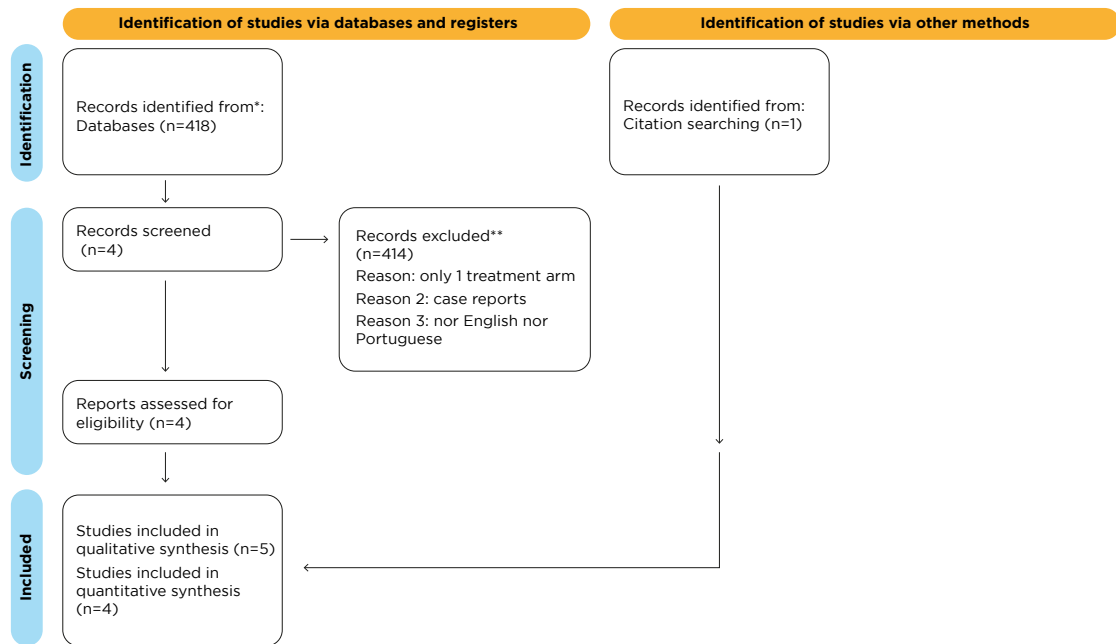 Identification of studies via databases and registers
Identification of studies via other methods
Identification
Records identified from*:
Databases (n=418)
Records identified from:
Citation searching (n=1)
Screening
Records screened
(n=4)
Records excluded**
(n=414)
Reason: only 1 treatment arm
Reason 2: case reports
Reason 3: nor English nor
Portuguese
Reports assessed for
eligibility (n=4)
Included
Studies included in
qualitative synthesis (n=5)
Studies included in
quantitative synthesis
(n=4)